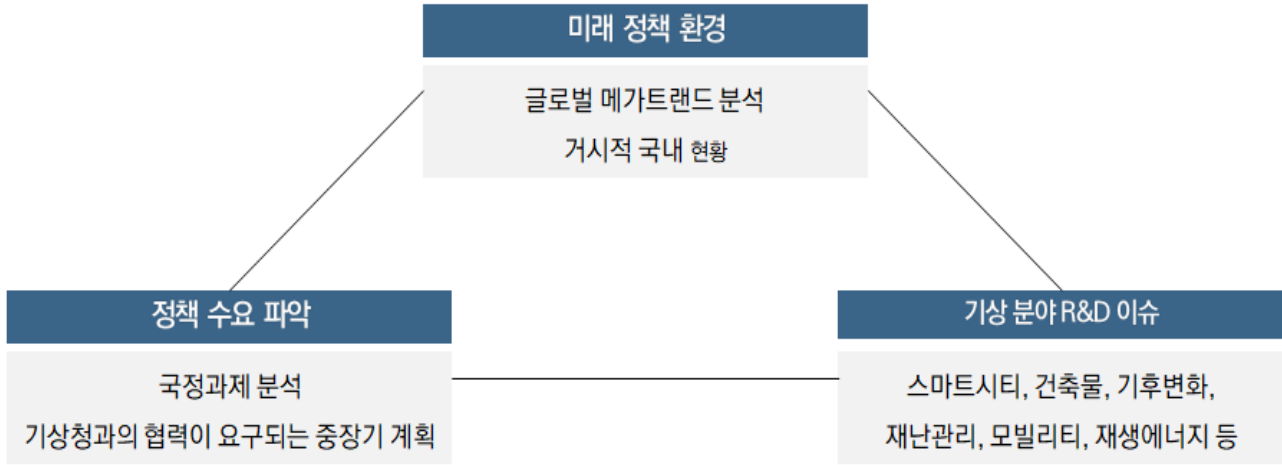 미래 정책 환경
글로벌 메가트랜드 분석
거시적 국내 현황
정책 수요 파악
국정과제 분석
기상청과의 협력이 요구되는 중장기 계획
기상 분야 R&D 이슈
스마트시티, 건축물, 기후변화,
재난관리, 모빌리티, 재생에너지 등